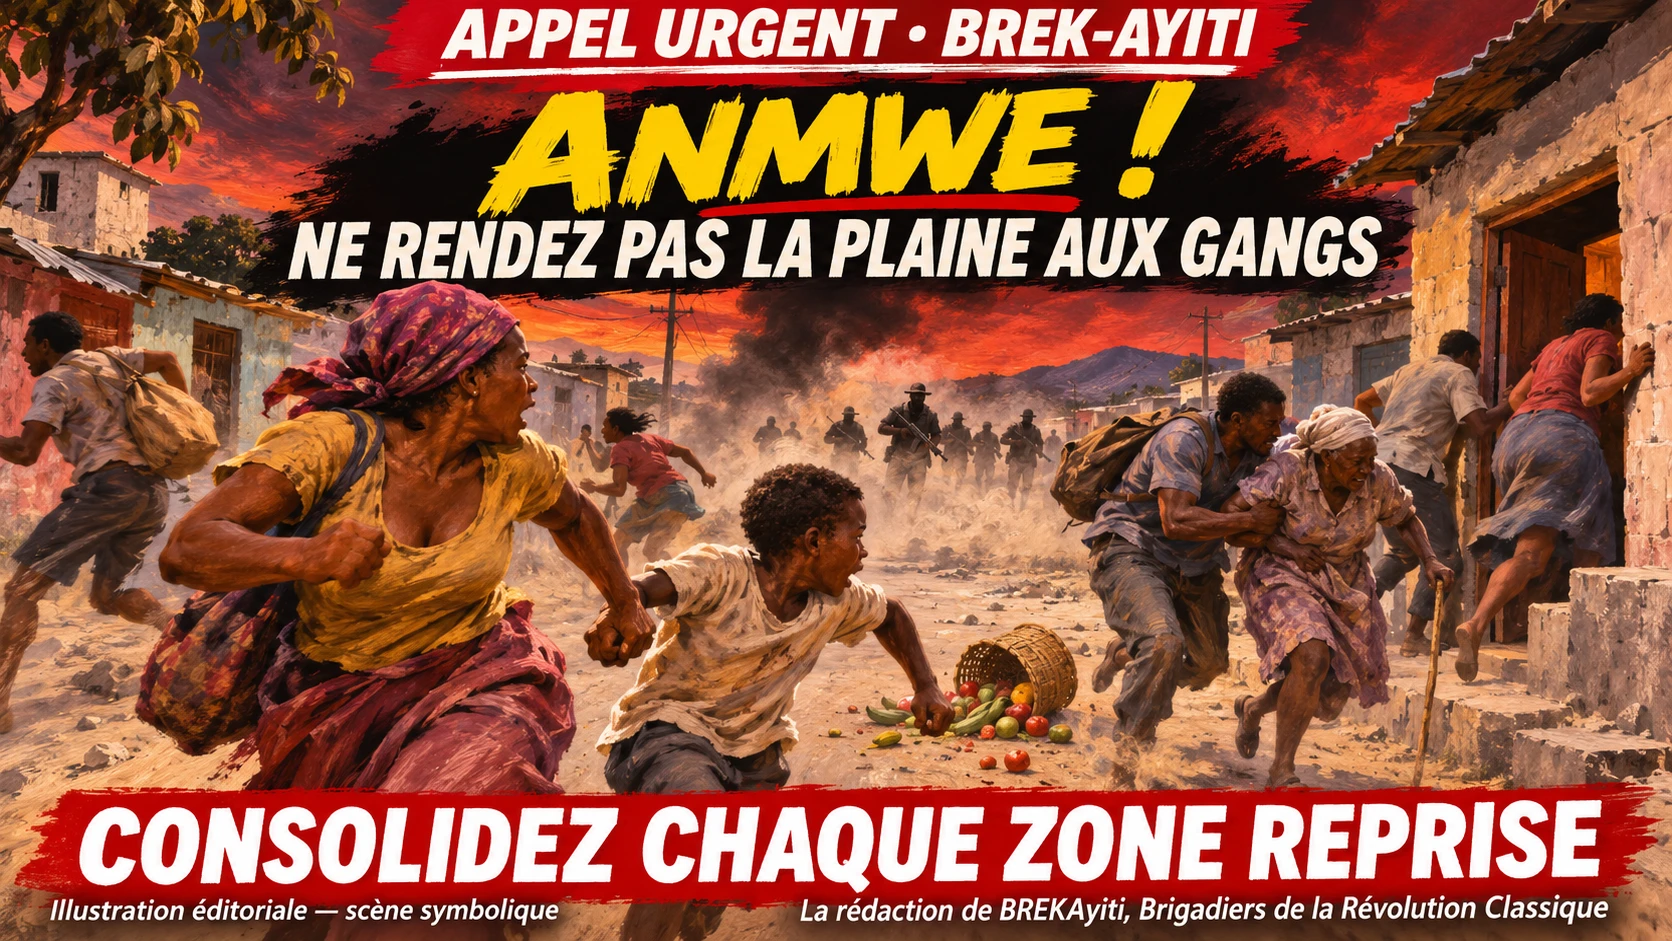 APPEL URGENT • BREK-AYITI
ANMWE !
NE RENDEZ PAS LA PLAINE AUX GANGS
CONSOLIDEZ CHAQUE ZONE REPRISE
Illustration éditoriale — scène symbolique
La rédaction de BREKAyiti, Brigadiers de la Révolution Classique